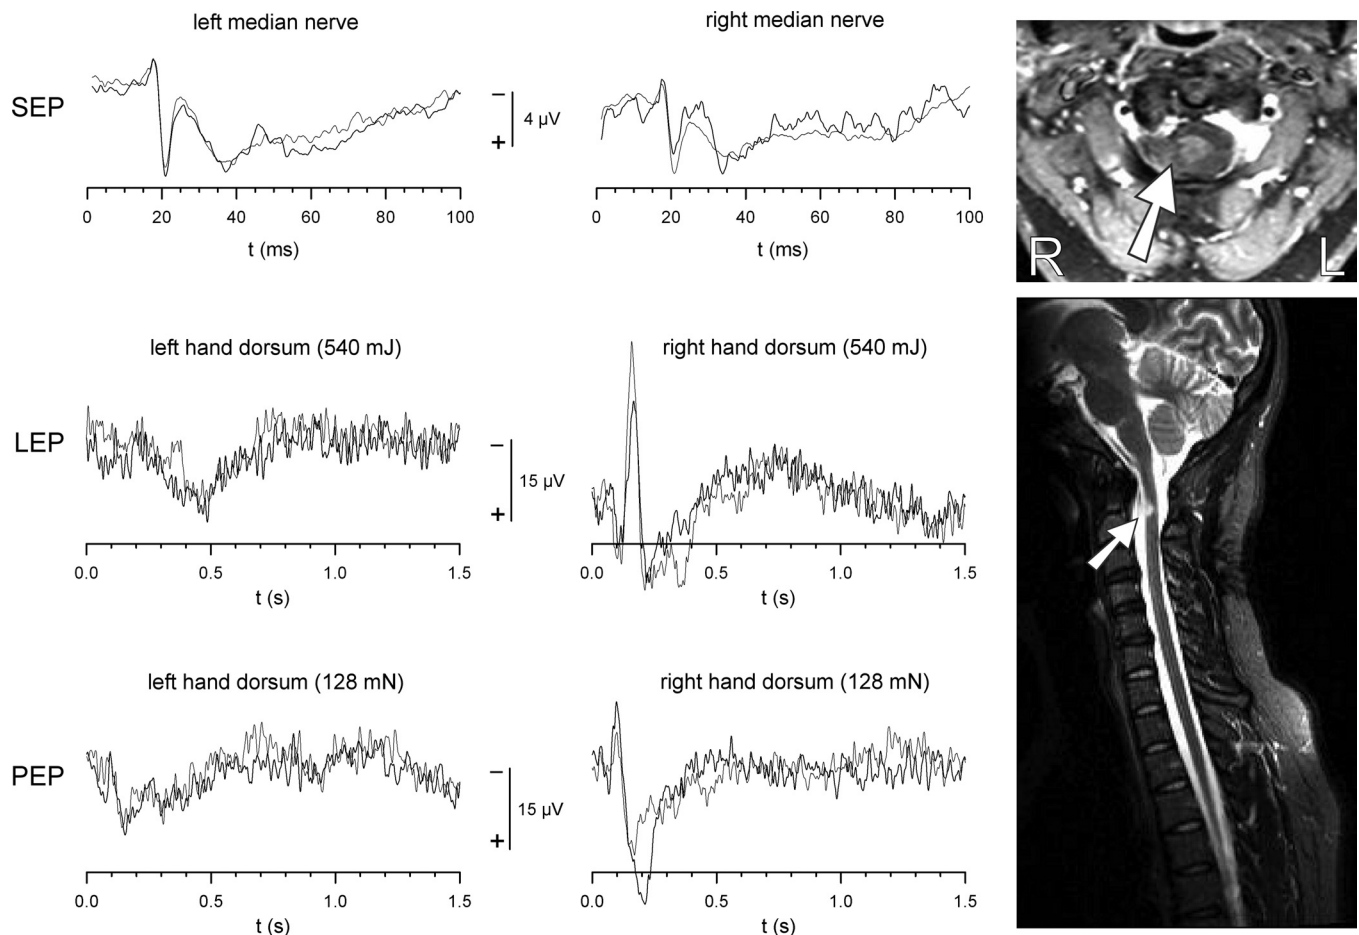 left median nerve
right median nerve
SEP
−
4 µV
+
0 20 40 60 80 100
0 20 40 60 80 100
t (ms)
t (ms)
R
L
left hand dorsum (540 mJ)
right hand dorsum (540 mJ)
LEP
−
15 µV
+
0.0 0.5 1.0 1.5
0.0 0.5 1.0 1.5
t (s)
t (s)
left hand dorsum (128 mN)
right hand dorsum (128 mN)
PEP
−
15 µV
+
0.0 0.5 1.0 1.5
0.0 0.5 1.0 1.5
t (s)
t (s)